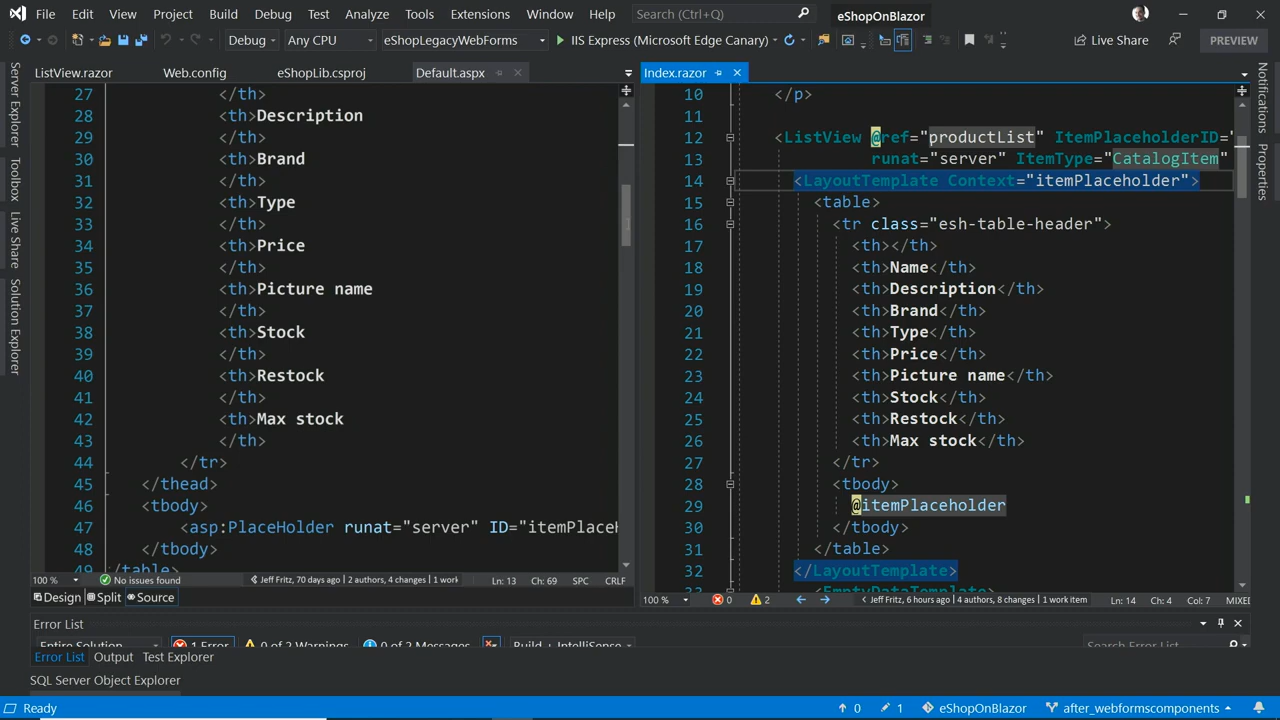 File Edit View Project Build Debug Test Analyze Tools Extensions Window Help Search (Ctrl+Q) eShopOnBlazor
Debug Any CPU eShopLegacyWebForms IIS Express (Microsoft Edge Canary) Live Share PREVIEW
ListView.razor Web.config eShopLib.csproj Default.aspx
27 </th>
28 <th>Description
29 </th>
30 <th>Brand
31 </th>
32 <th>Type
33 </th>
34 <th>Price
35 </th>
36 <th>Picture name
37 </th>
38 <th>Stock
39 </th>
40 <th>Restock
41 </th>
42 <th>Max stock
43 </th>
44 </tr>
45 </thead>
46 <tbody>
47 <asp:PlaceHolder runat="server" ID="itemPlaceh
48 </tbody>
49 </table>
100 % No issues found Jeff Fritz, 70 days ago | 2 authors, 4 changes | 1 work Ln: 13 Ch: 69 SPC CRLF
Design Split Source
Index.razor
10 </p>
11
12 <ListView @ref="productList" ItemPlaceholderID="
13 runat="server" ItemType="CatalogItem"
14 <LayoutTemplate Context="itemPlaceholder">
15 <table>
16 <tr class="esh-table-header">
17 <th></th>
18 <th>Name</th>
19 <th>Description</th>
20 <th>Brand</th>
21 <th>Type</th>
22 <th>Price</th>
23 <th>Picture name</th>
24 <th>Stock</th>
25 <th>Restock</th>
26 <th>Max stock</th>
27 </tr>
28 <tbody>
29 @itemPlaceholder
30 </tbody>
31 </table>
32 </LayoutTemplate>
33 <EmptyDataTemplate>
100 % 0 2 Jeff Fritz, 6 hours ago | 4 authors, 8 changes | 1 work item Ln: 14 Ch: 4 Col: 7 MIXED
Server Explorer
Toolbox
Live Share
Solution Explorer
Notifications
Properties
Error List
Entire Solution 1 Error 0 of 2 Warnings 0 of 2 Messages Build + IntelliSense Search Error List
Error List Output Test Explorer
SQL Server Object Explorer
Ready 0 1 eShopOnBlazor after_webformscomponents